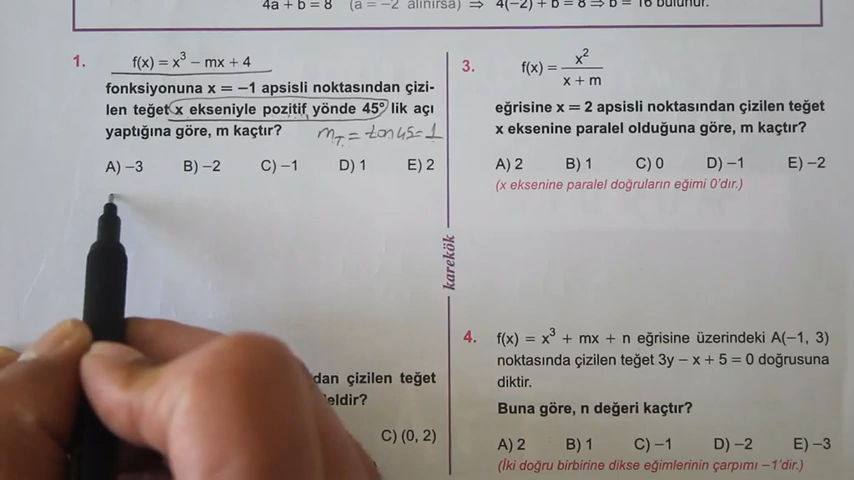 4a + b = 8 (a = −2 alınırsa) ⇒ 4(−2) + b = 8 ⇒ b = 16 bulunur.
1. f(x) = x³ − mx + 4
fonksiyonuna x = −1 apsisli noktasından çizi-
len teğet x ekseniyle pozitif yönde 45° lik açı
yaptığına göre, m kaçtır?
m_T = tan45 = 1
A) −3 B) −2 C) −1 D) 1 E) 2
dan çizilen teğet
eldir?
C) (0, 2)
karekök
3. f(x) = x² / (x + m)
eğrisine x = 2 apsisli noktasından çizilen teğet
x eksenine paralel olduğuna göre, m kaçtır?
A) 2 B) 1 C) 0 D) −1 E) −2
(x eksenine paralel doğruların eğimi 0'dır.)
4. f(x) = x³ + mx + n eğrisine üzerindeki A(−1, 3)
noktasında çizilen teğet 3y − x + 5 = 0 doğrusuna
diktir.
Buna göre, n değeri kaçtır?
A) 2 B) 1 C) −1 D) −2 E) −3
(İki doğru birbirine dikse eğimlerinin çarpımı −1'dir.)